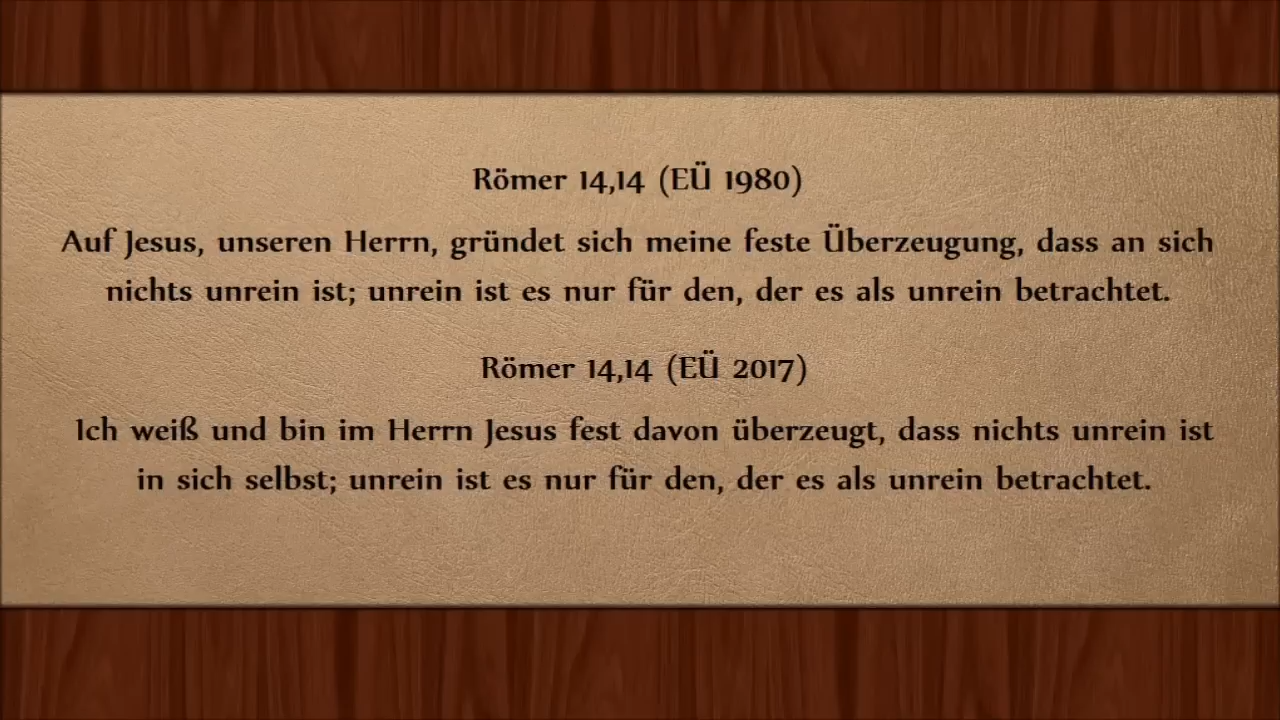 Römer 14,14 (EÜ 1980)
Auf Jesus, unseren Herrn, gründet sich meine feste Überzeugung, dass an sich
nichts unrein ist; unrein ist es nur für den, der es als unrein betrachtet.
Römer 14,14 (EÜ 2017)
Ich weiß und bin im Herrn Jesus fest davon überzeugt, dass nichts unrein ist
in sich selbst; unrein ist es nur für den, der es als unrein betrachtet.